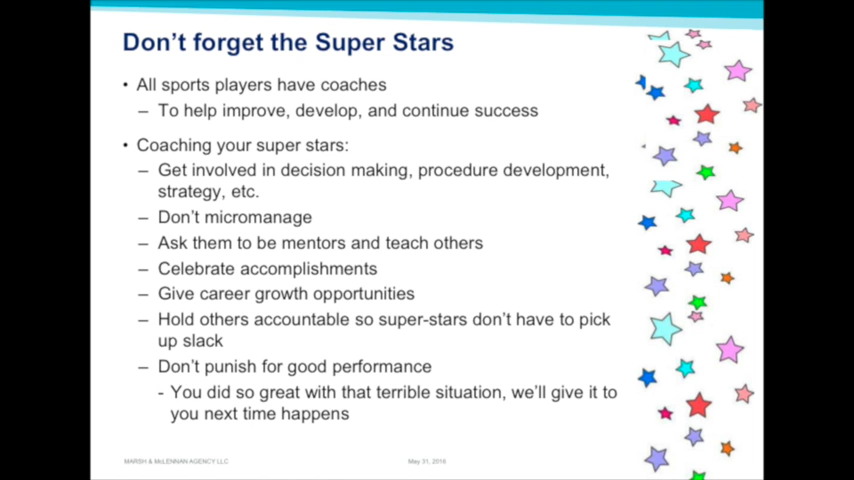 Don't forget the Super Stars
• All sports players have coaches
– To help improve, develop, and continue success
• Coaching your super stars:
– Get involved in decision making, procedure development,
strategy, etc.
– Don't micromanage
– Ask them to be mentors and teach others
– Celebrate accomplishments
– Give career growth opportunities
– Hold others accountable so super-stars don't have to pick
up slack
– Don't punish for good performance
- You did so great with that terrible situation, we'll give it to
you next time happens
MARSH & McLENNAN AGENCY LLC
May 31, 2016